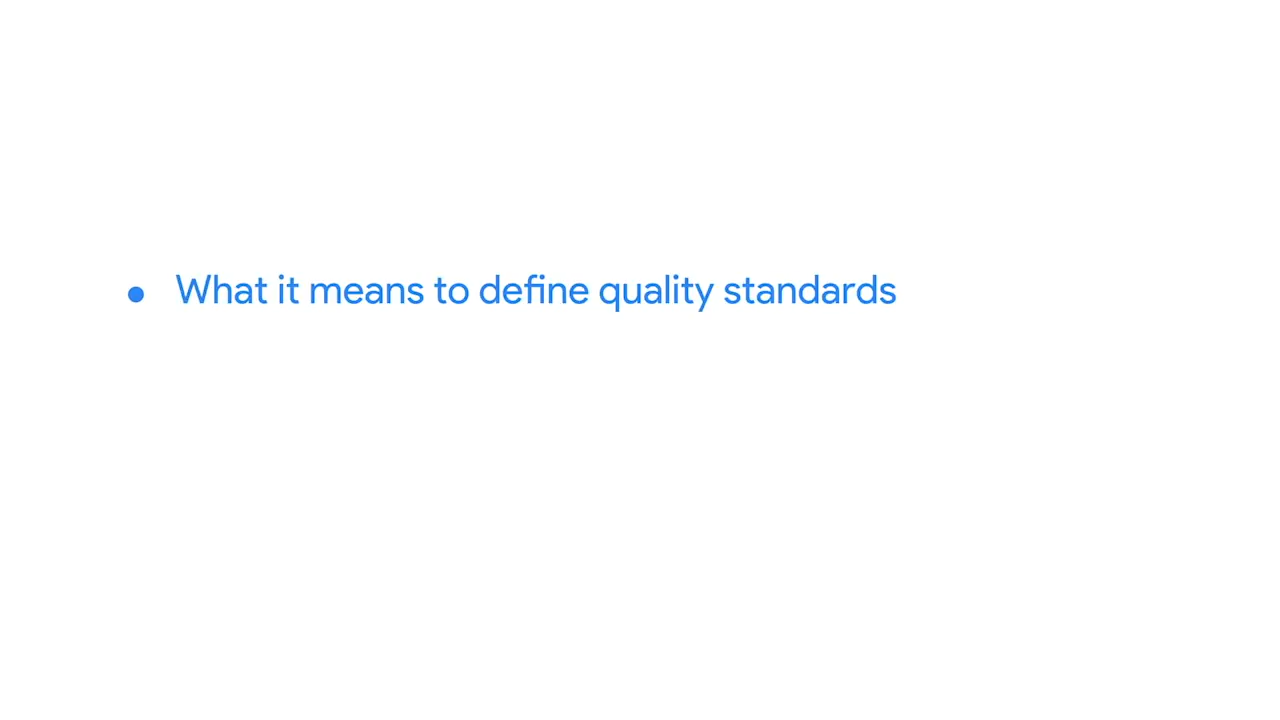 • What it means to define quality standards